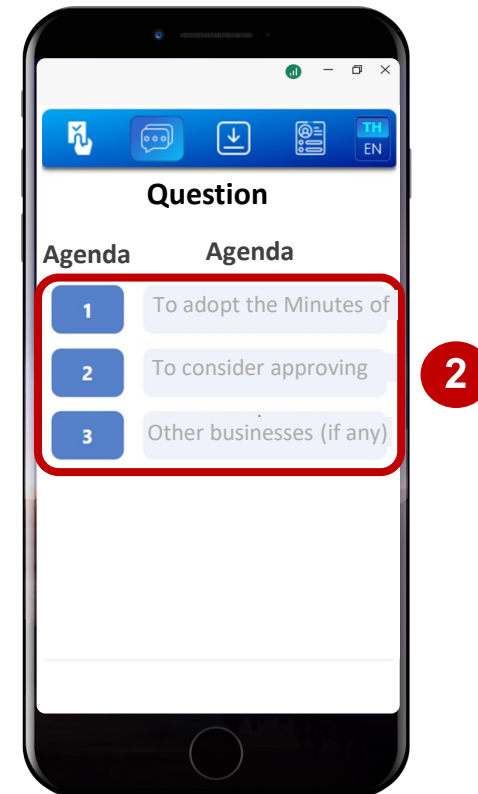 TH
EN
Question
Agenda Agenda
1 To adopt the Minutes of
2 To consider approving
2
3 Other businesses (if any)